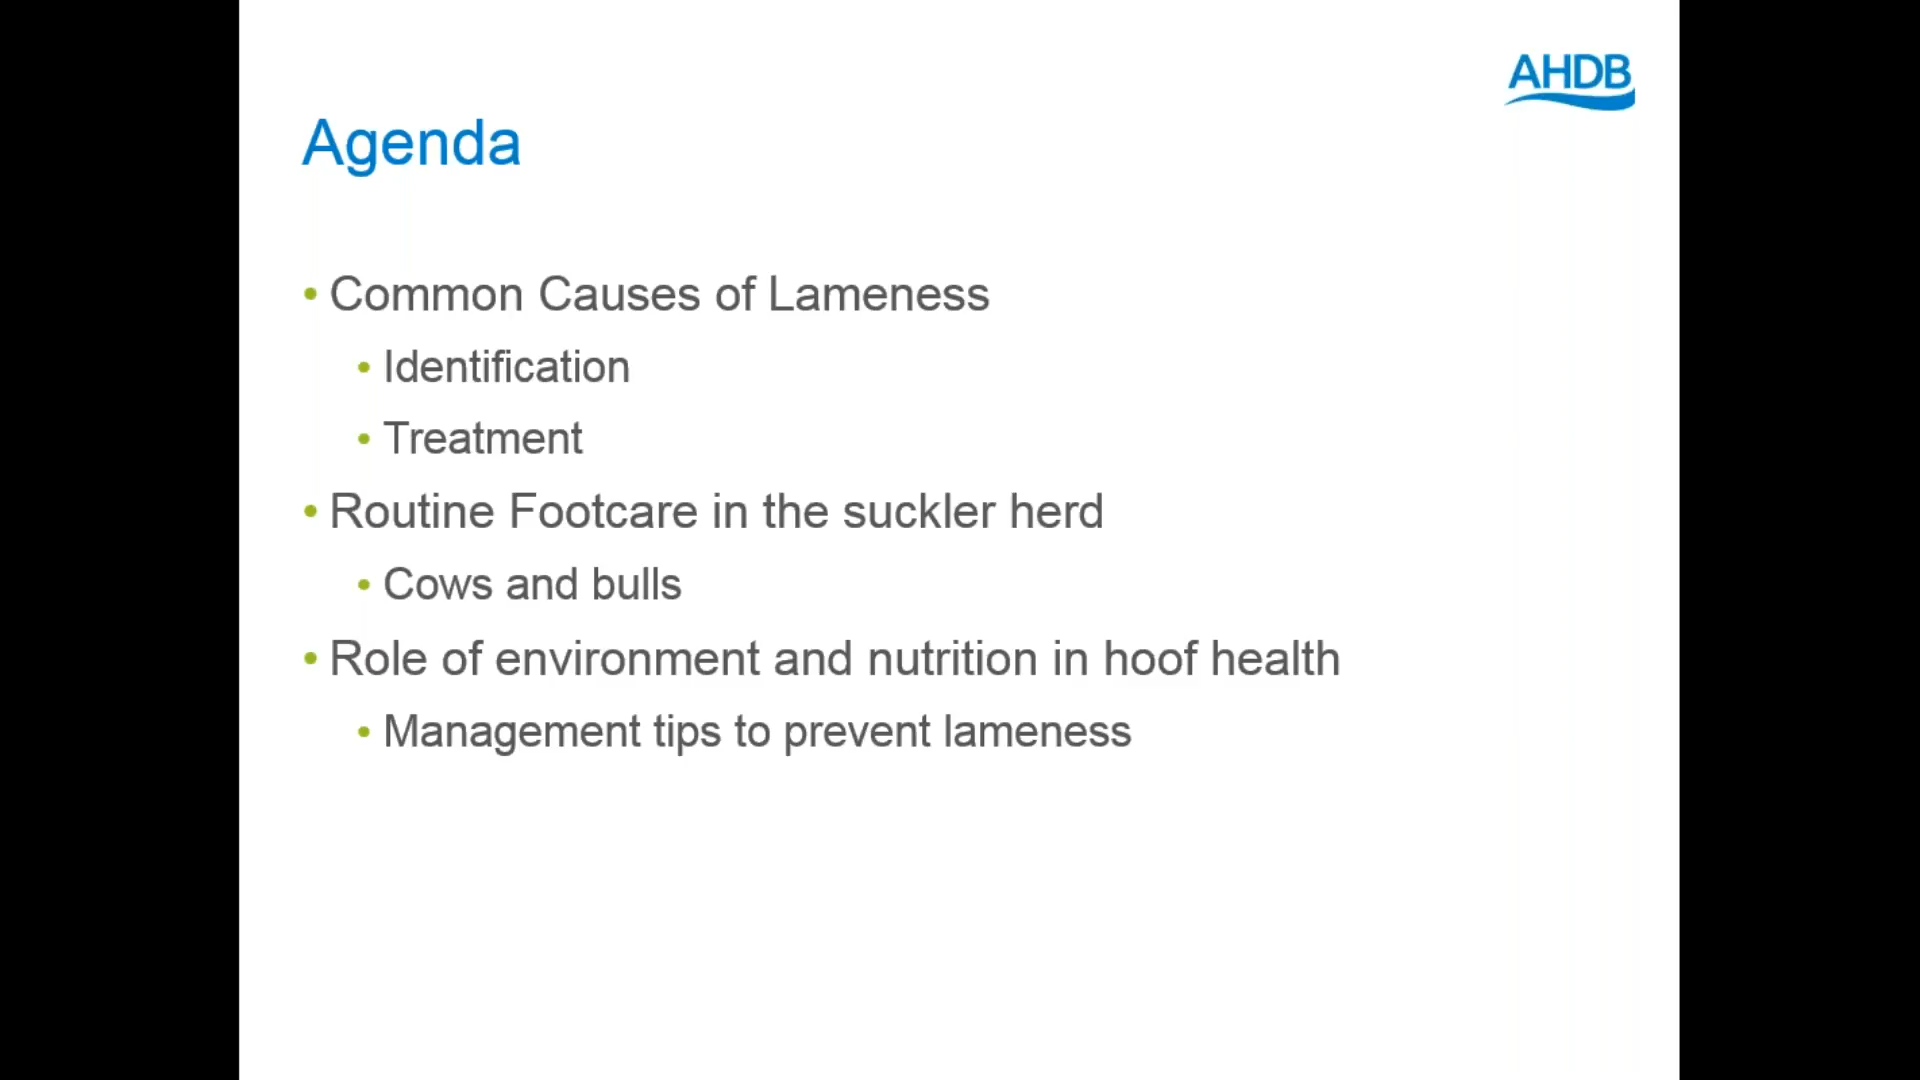 AHDB
Agenda
• Common Causes of Lameness
• Identification
• Treatment
• Routine Footcare in the suckler herd
• Cows and bulls
• Role of environment and nutrition in hoof health
• Management tips to prevent lameness